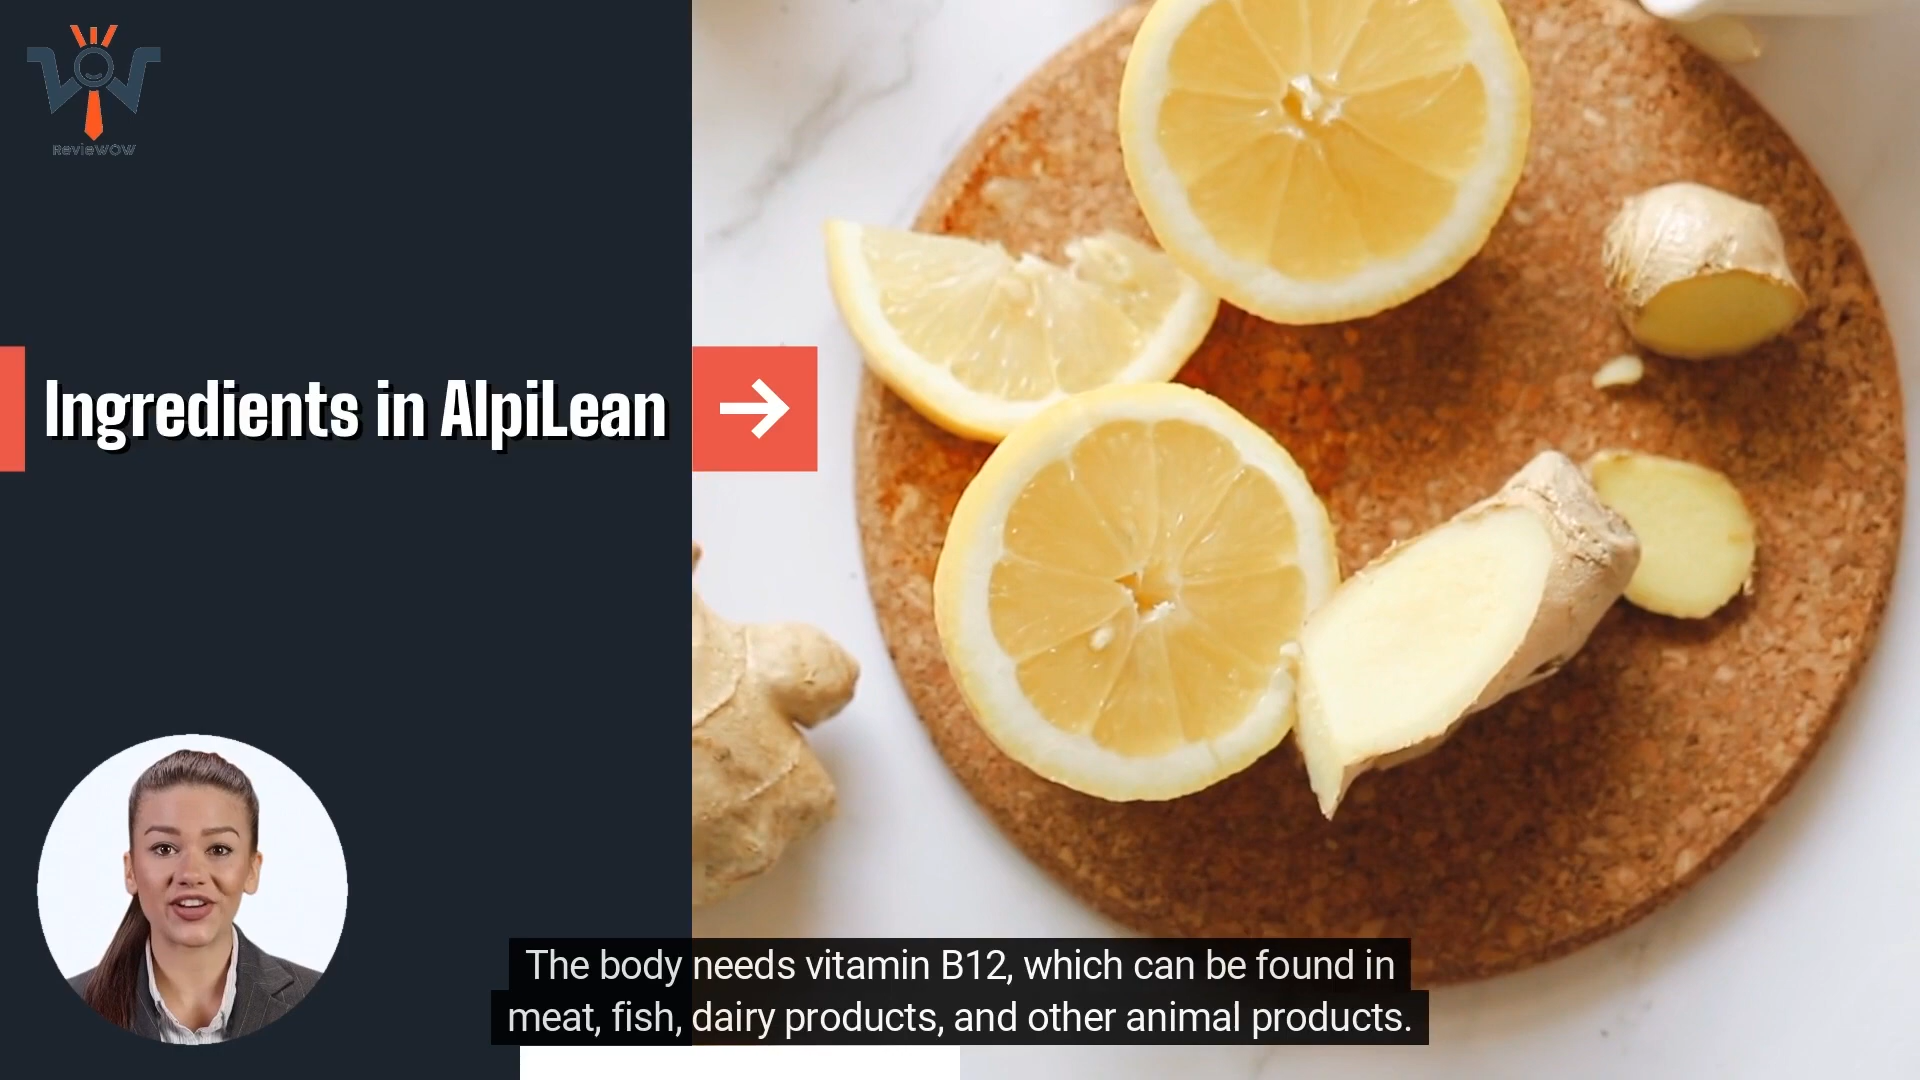 RevieWOW
Ingredients in AlpiLean
The body needs vitamin B12, which can be found in
meat, fish, dairy products, and other animal products.